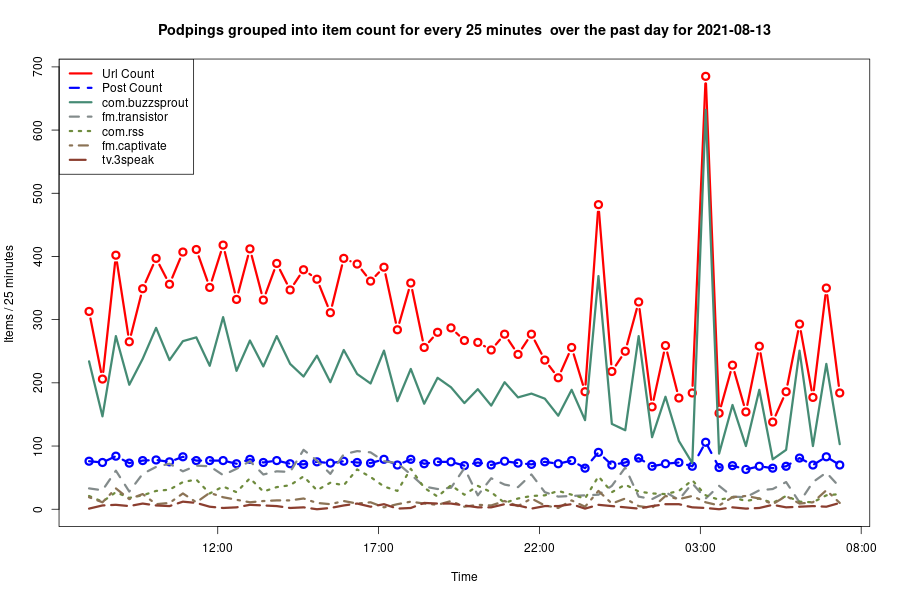 Podpings grouped into item count for every 25 minutes  over the past day for 2021-08-13
Url Count
Post Count
com.buzzsprout
fm.transistor
com.rss
fm.captivate
tv.3speak
Items / 25 minutes
700
600
500
400
300
200
100
0
12:00
17:00
22:00
03:00
08:00
Time